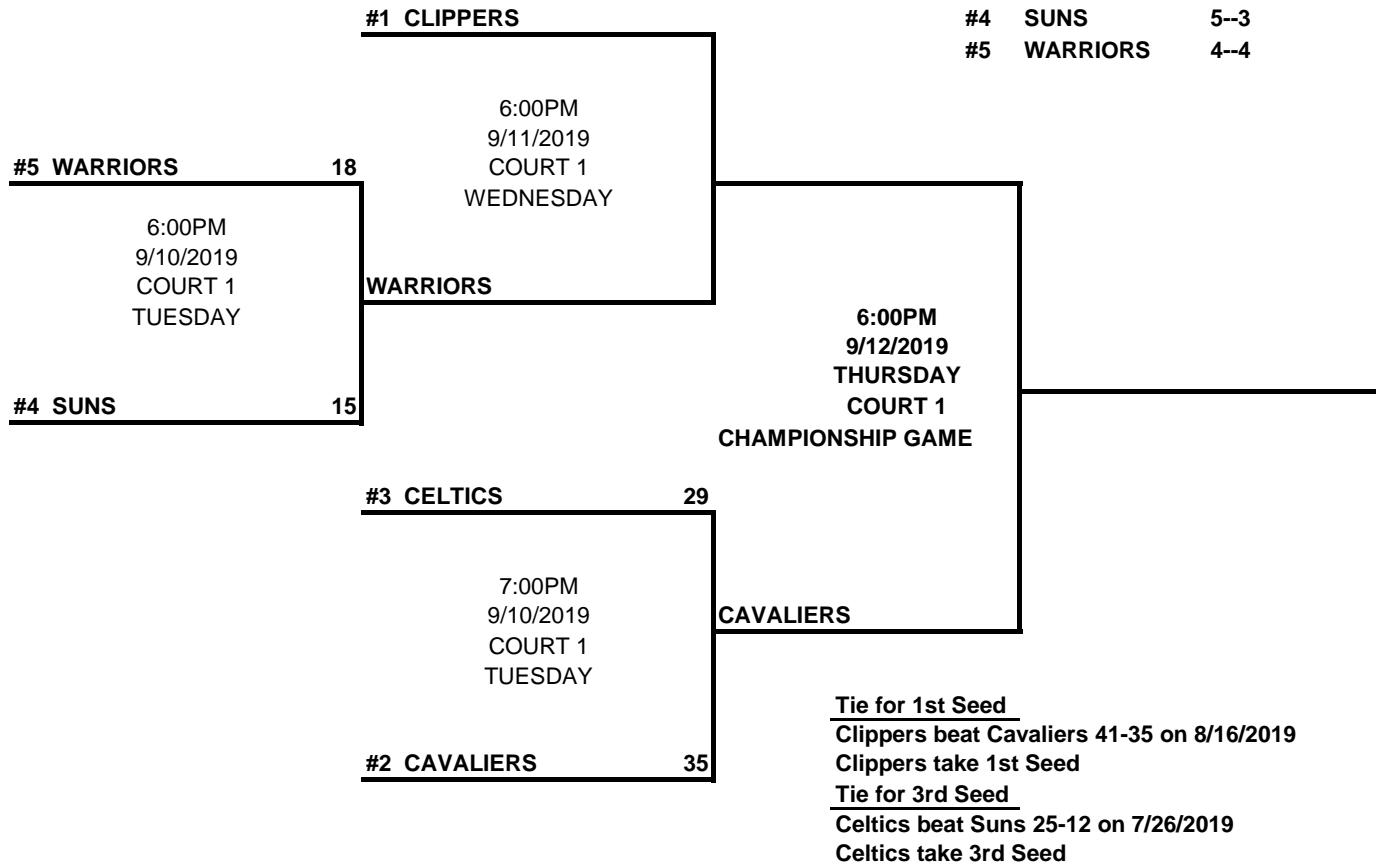 #1 CLIPPERS
#4 SUNS 5--3
#5 WARRIORS 4--4
6:00PM
9/11/2019
COURT 1
WEDNESDAY
#5 WARRIORS 18
6:00PM
9/10/2019
COURT 1
TUESDAY
WARRIORS
#4 SUNS 15
6:00PM
9/12/2019
THURSDAY
COURT 1
CHAMPIONSHIP GAME
#3 CELTICS 29
7:00PM
9/10/2019
COURT 1
TUESDAY
CAVALIERS
#2 CAVALIERS 35
Tie for 1st Seed
Clippers beat Cavaliers 41-35 on 8/16/2019
Clippers take 1st Seed
Tie for 3rd Seed
Celtics beat Suns 25-12 on 7/26/2019
Celtics take 3rd Seed